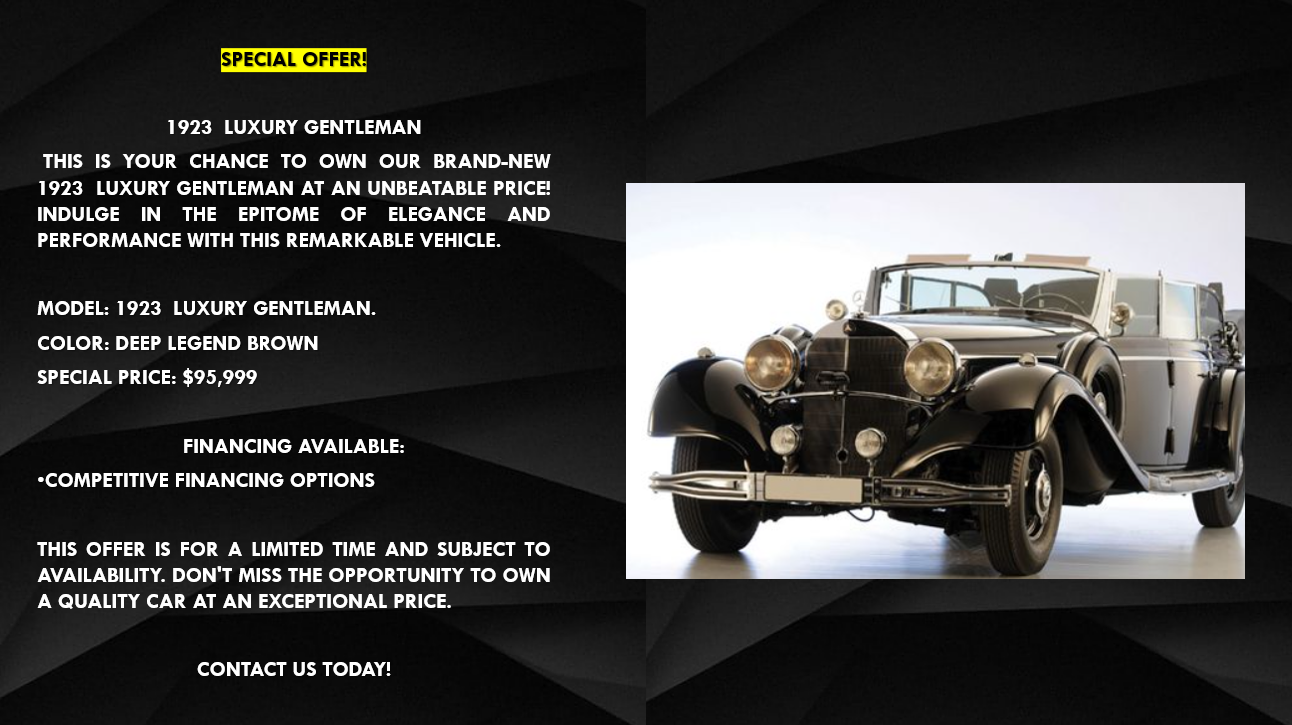 SPECIAL OFFER!
1923 LUXURY GENTLEMAN
THIS IS YOUR CHANCE TO OWN OUR BRAND-NEW
1923 LUXURY GENTLEMAN AT AN UNBEATABLE PRICE!
INDULGE IN THE EPITOME OF ELEGANCE AND
PERFORMANCE WITH THIS REMARKABLE VEHICLE.
MODEL: 1923 LUXURY GENTLEMAN.
COLOR: DEEP LEGEND BROWN
SPECIAL PRICE: $95,999
FINANCING AVAILABLE:
•COMPETITIVE FINANCING OPTIONS
THIS OFFER IS FOR A LIMITED TIME AND SUBJECT TO
AVAILABILITY. DON'T MISS THE OPPORTUNITY TO OWN
A QUALITY CAR AT AN EXCEPTIONAL PRICE.
CONTACT US TODAY!